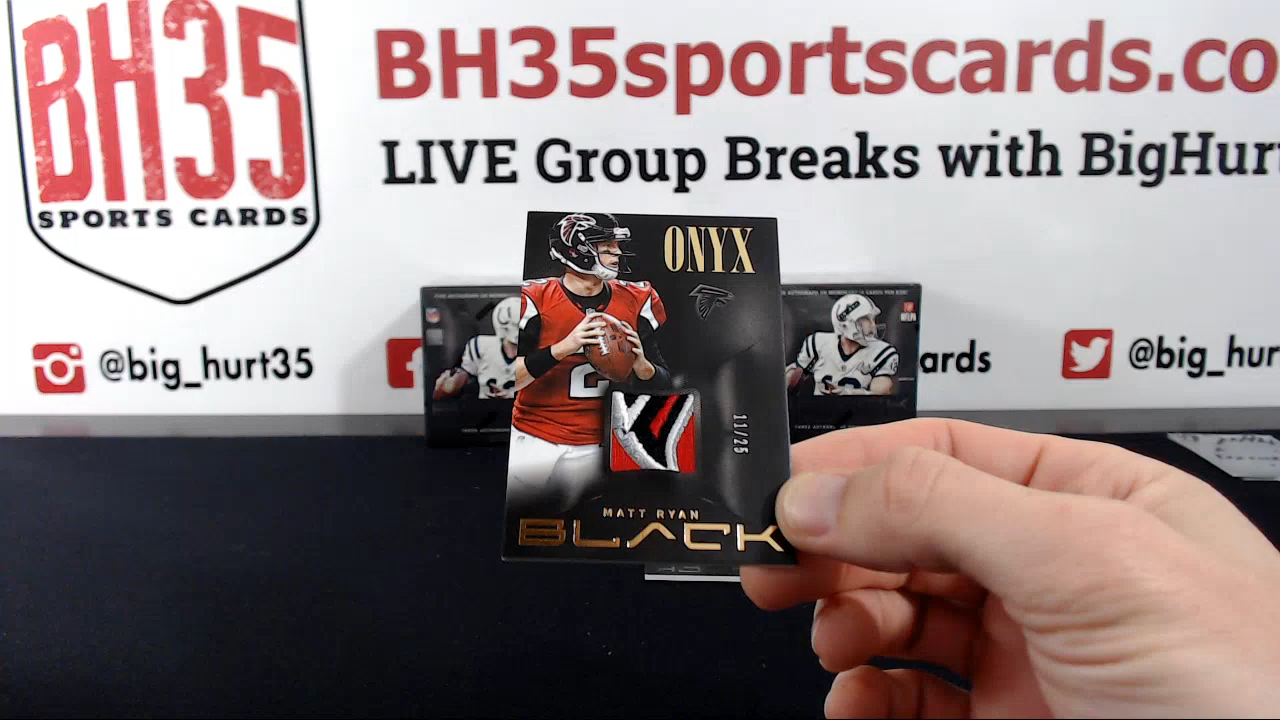 BH35
SPORTS CARDS
BH35sportscards.co
LIVE Group Breaks with BigHurt
@big_hurt35
ards
@big_hur
ONYX
2
11/25
MATT RYAN
BLACK